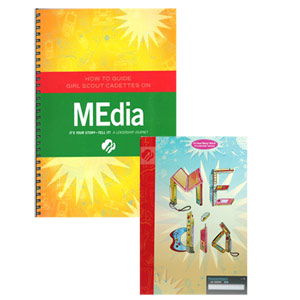 HOW TO GUIDE
GIRL SCOUT CADETTES ON
MEdia
IT'S YOUR STORY—TELL IT! A LEADERSHIP JOURNEY
ME
dia